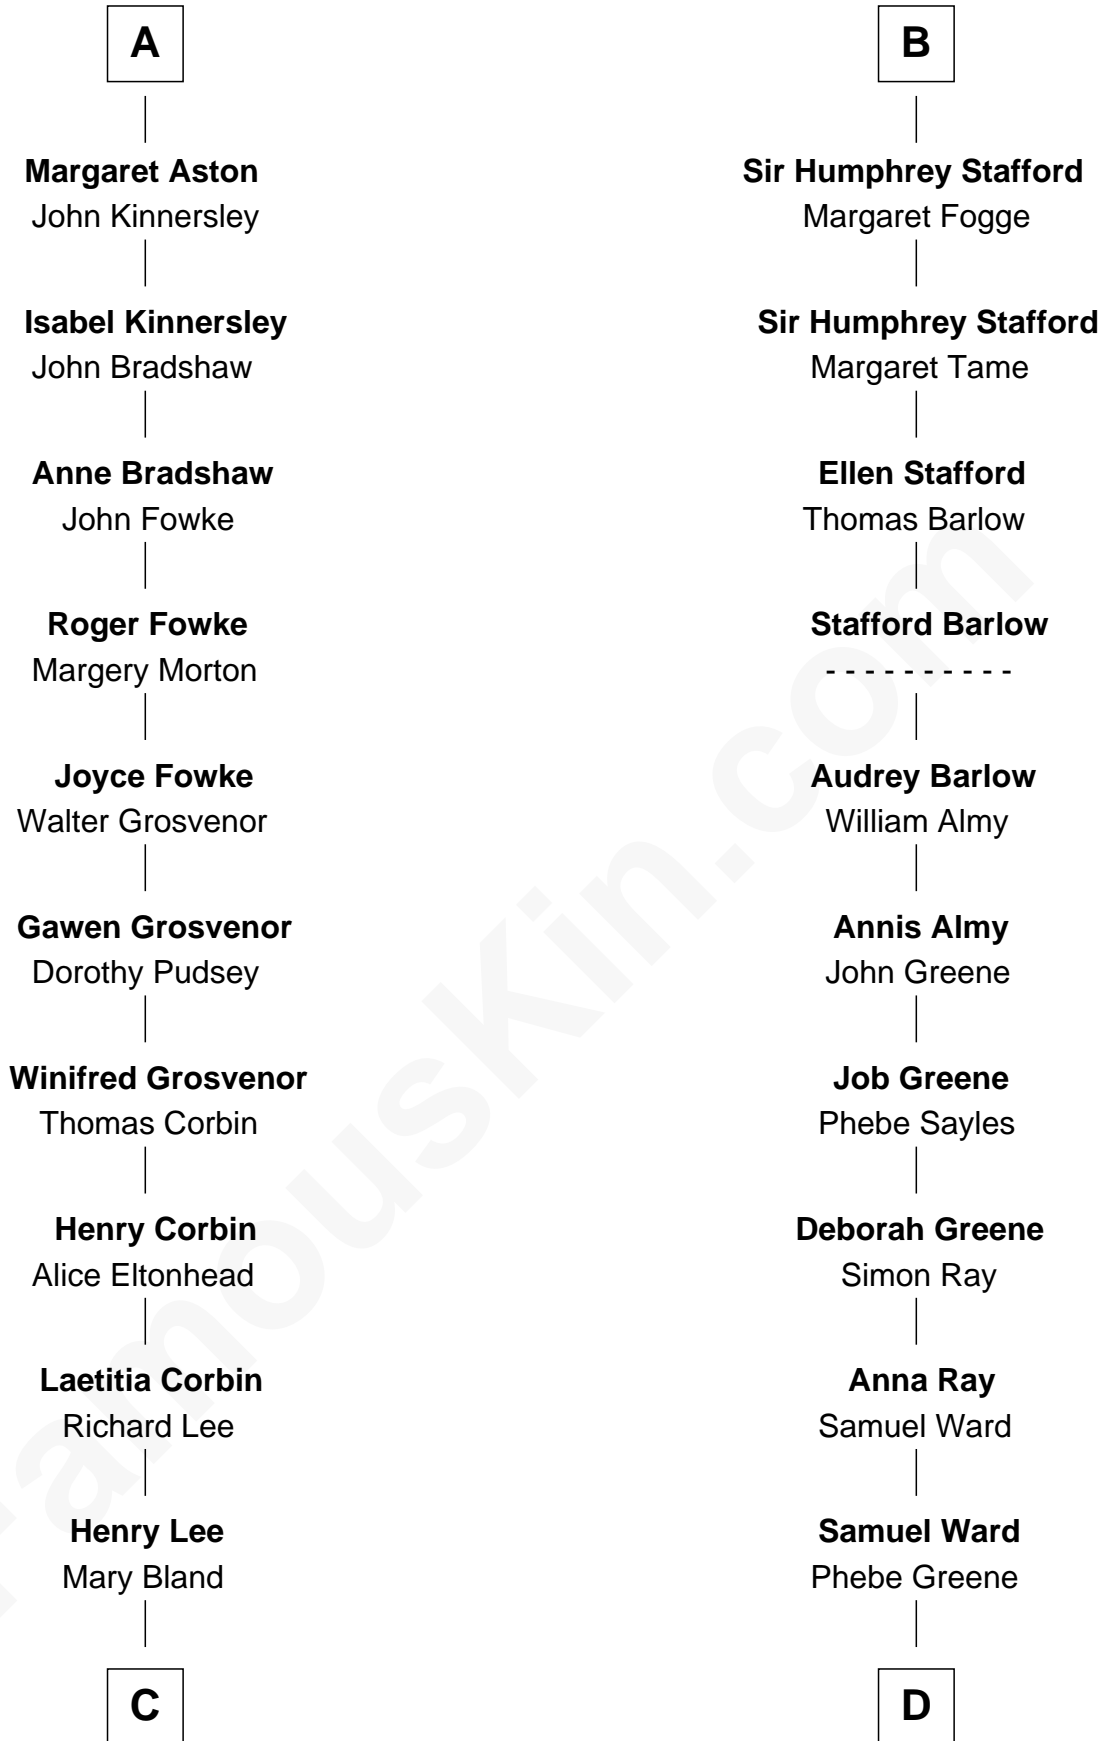 A
Margaret Aston
John Kinnersley
Isabel Kinnersley
John Bradshaw
Anne Bradshaw
John Fowke
Roger Fowke
Margery Morton
Joyce Fowke
Walter Grosvenor
Gawen Grosvenor
Dorothy Pudsey
Winifred Grosvenor
Thomas Corbin
Henry Corbin
Alice Eltonhead
Laetitia Corbin
Richard Lee
Henry Lee
Mary Bland
C
B
Sir Humphrey Stafford
Margaret Fogge
Sir Humphrey Stafford
Margaret Tame
Ellen Stafford
Thomas Barlow
Stafford Barlow
- - - - - - - - - -
Audrey Barlow
William Almy
Annis Almy
John Greene
Job Greene
Phebe Sayles
Deborah Greene
Simon Ray
Anna Ray
Samuel Ward
Samuel Ward
Phebe Greene
D
FamousKin.com